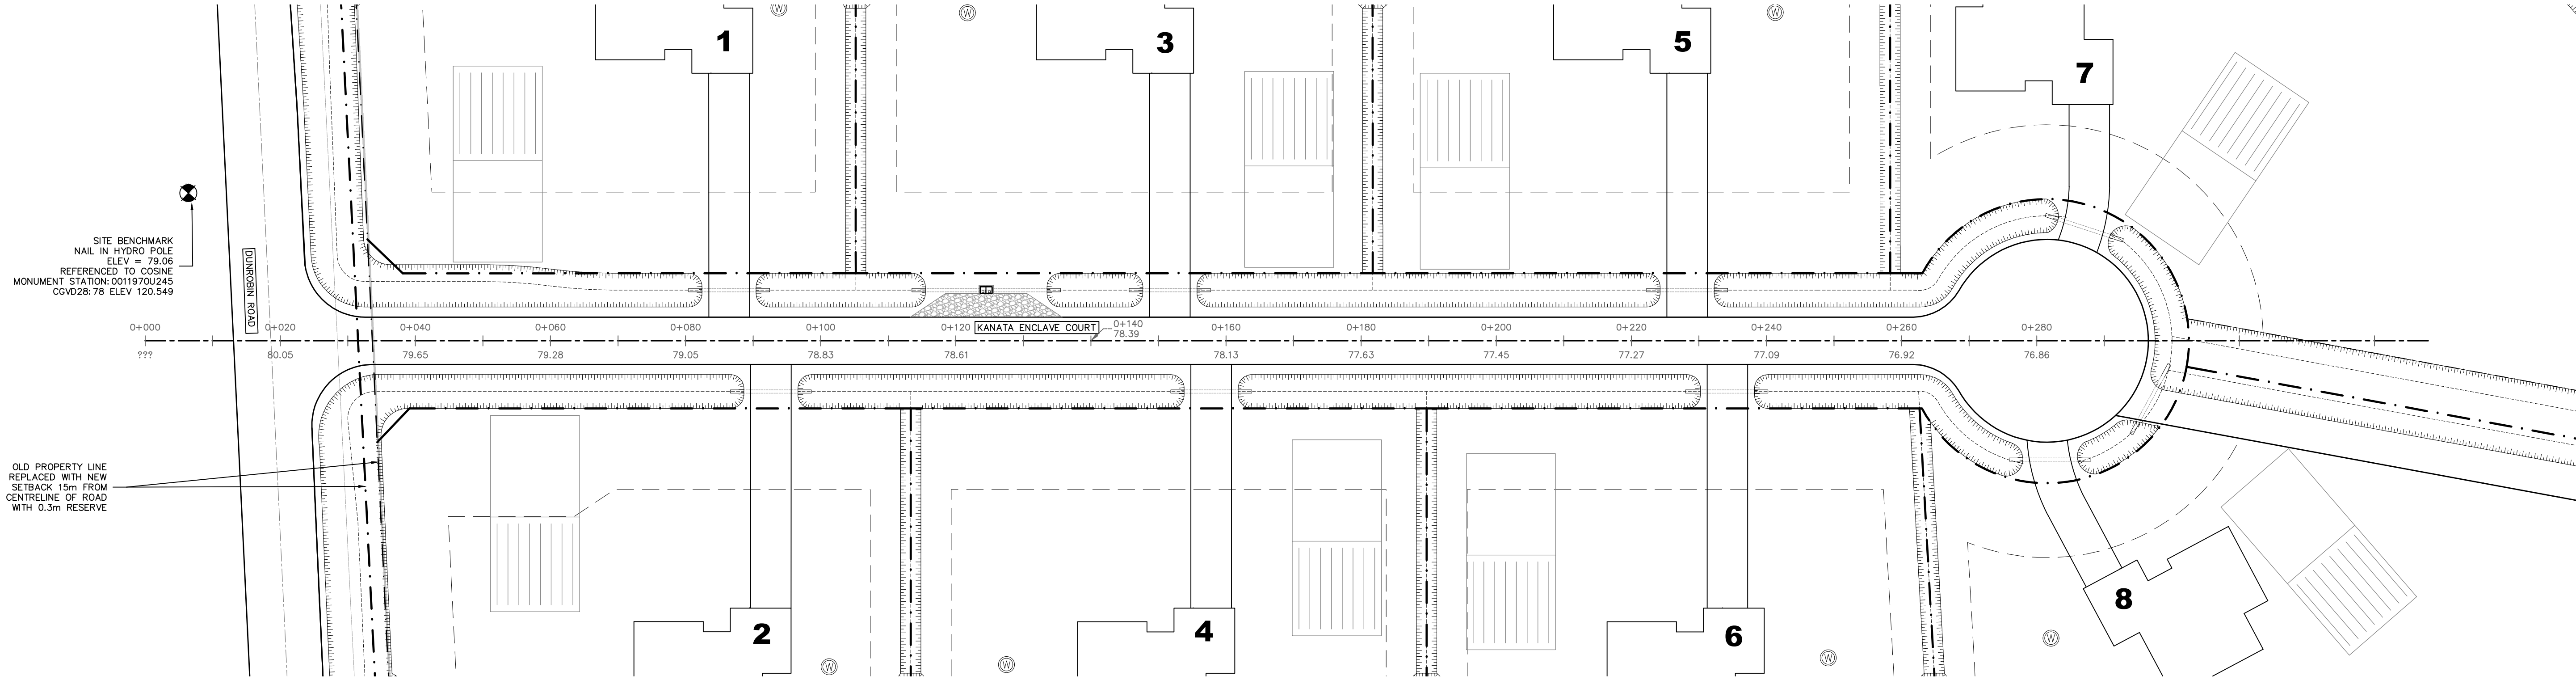 W
W
W
1
3
5
7
SITE BENCHMARK
NAIL IN HYDRO POLE
ELEV = 79.06
REFERENCED TO COSINE
MONUMENT STATION: 0011970U245
CGVD28:78 ELEV 120.549
DUNROBIN ROAD
0+000
0+020
0+040
0+060
0+080
0+100
0+120
KANATA ENCLAVE COURT
0+140
78.39
0+160
0+180
0+200
0+220
0+240
0+260
0+280
???
80.05
79.65
79.28
79.05
78.83
78.61
78.13
77.63
77.45
77.27
77.09
76.92
76.86
OLD PROPERTY LINE
REPLACED WITH NEW
SETBACK 15m FROM
CENTRELINE OF ROAD
WITH 0.3m RESERVE
2
4
6
8
W
W
W
W